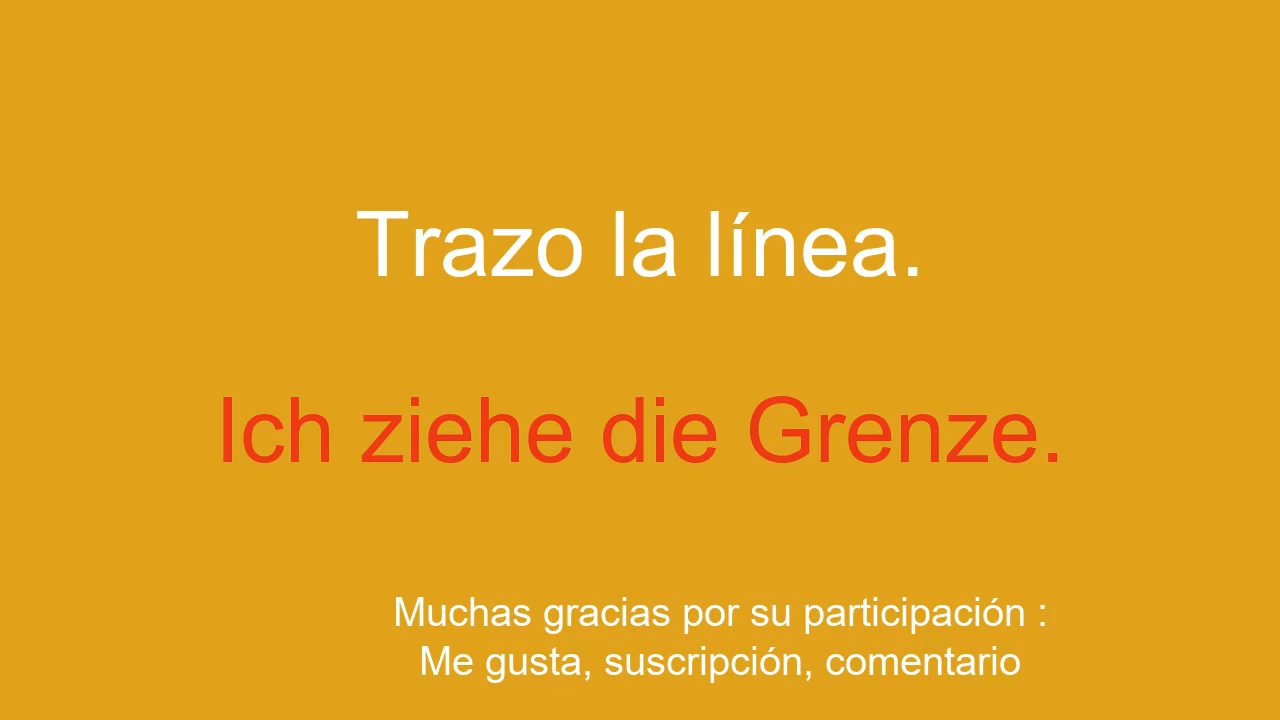 Trazo la línea.
Ich ziehe die Grenze.
Muchas gracias por su participación :
Me gusta, suscripción, comentario